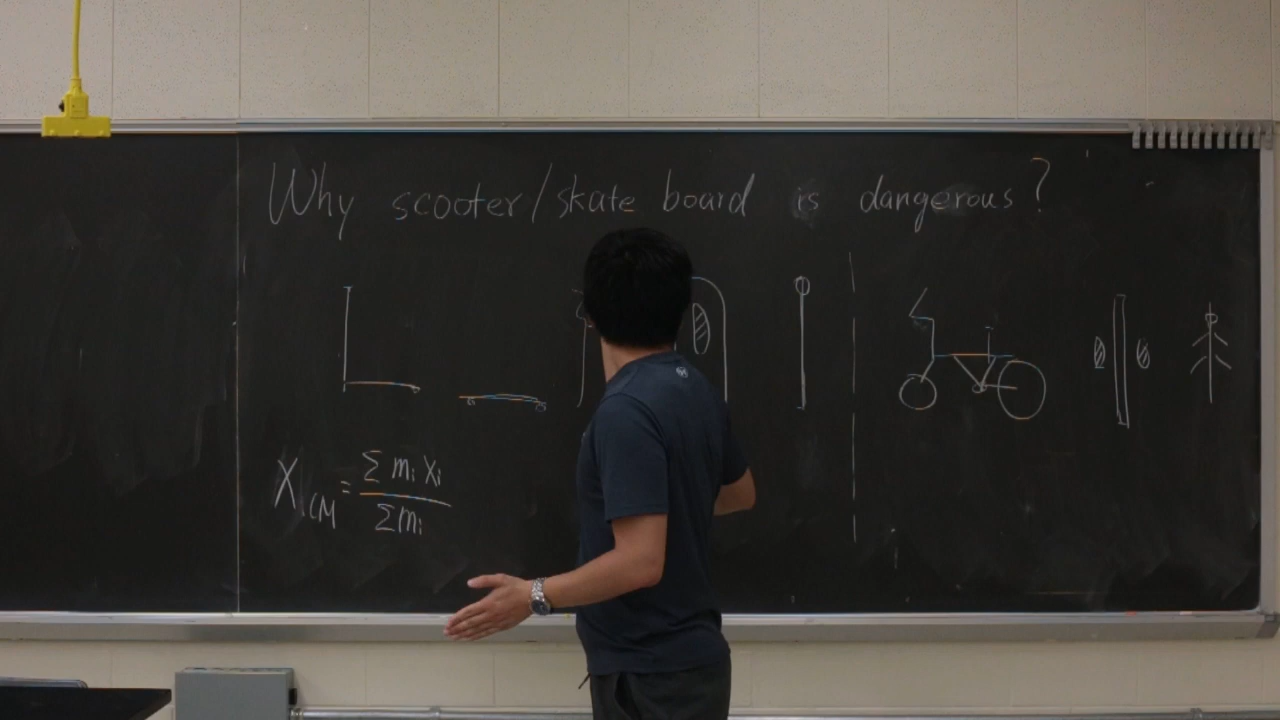 Why scooter/skate board is dangerous?
X_CM = Σ m_i x_i / Σ m_i